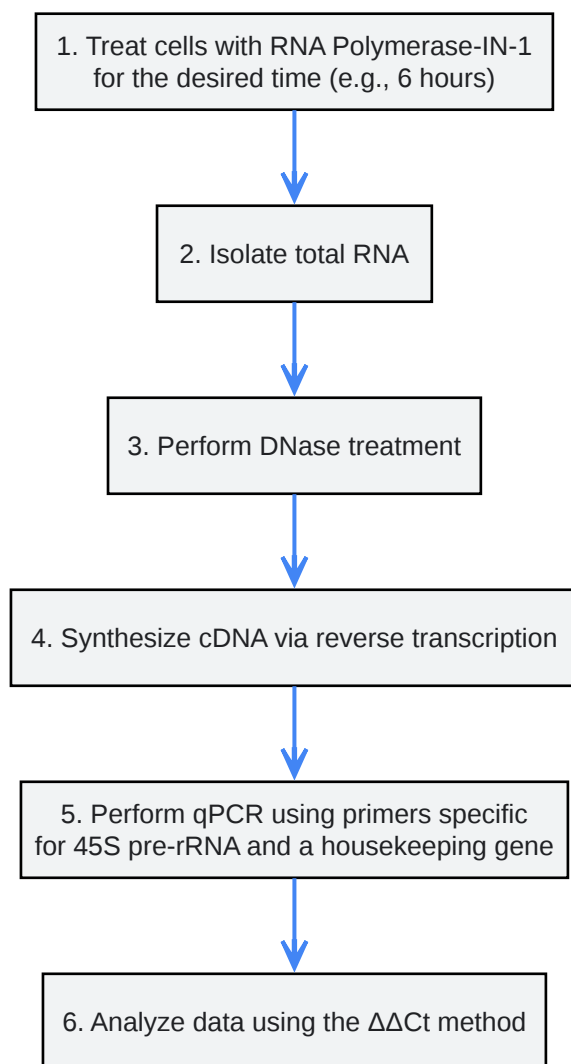 1. Treat cells with RNA Polymerase-IN-1
for the desired time (e.g., 6 hours)
2. Isolate total RNA
3. Perform DNase treatment
4. Synthesize cDNA via reverse transcription
5. Perform qPCR using primers specific
for 45S pre-rRNA and a housekeeping gene
6. Analyze data using the ΔΔCt method